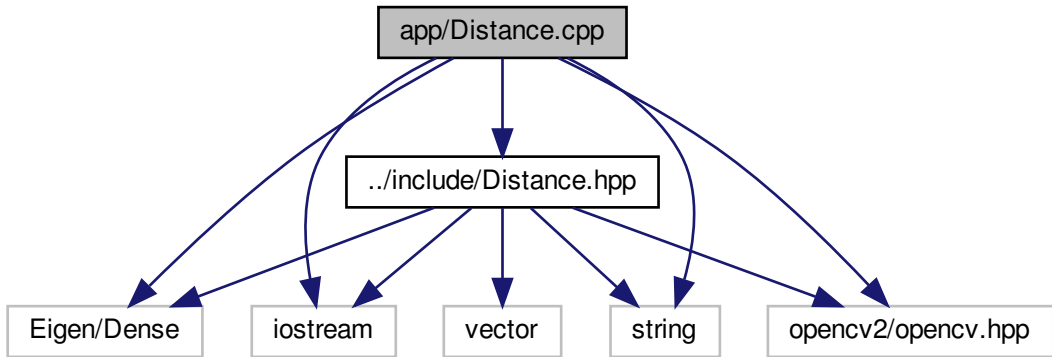 app/Distance.cpp
../include/Distance.hpp
Eigen/Dense
iostream
vector
string
opencv2/opencv.hpp